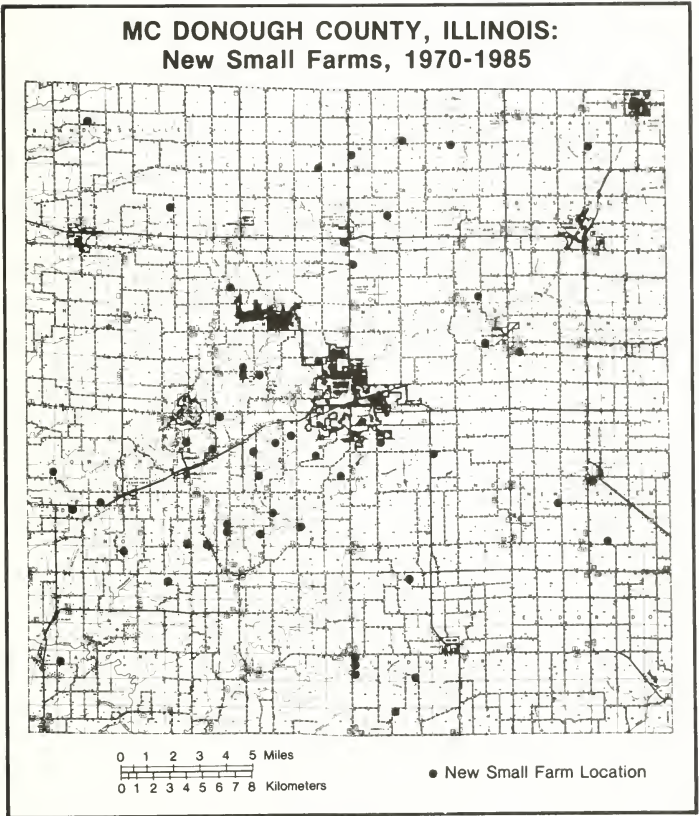 MC DONOUGH COUNTY, ILLINOIS:
New Small Farms, 1970-1985
0 1 2 3 4 5 Miles
0 1 2 3 4 5 6 7 8 Kilometers
New Small Farm Location